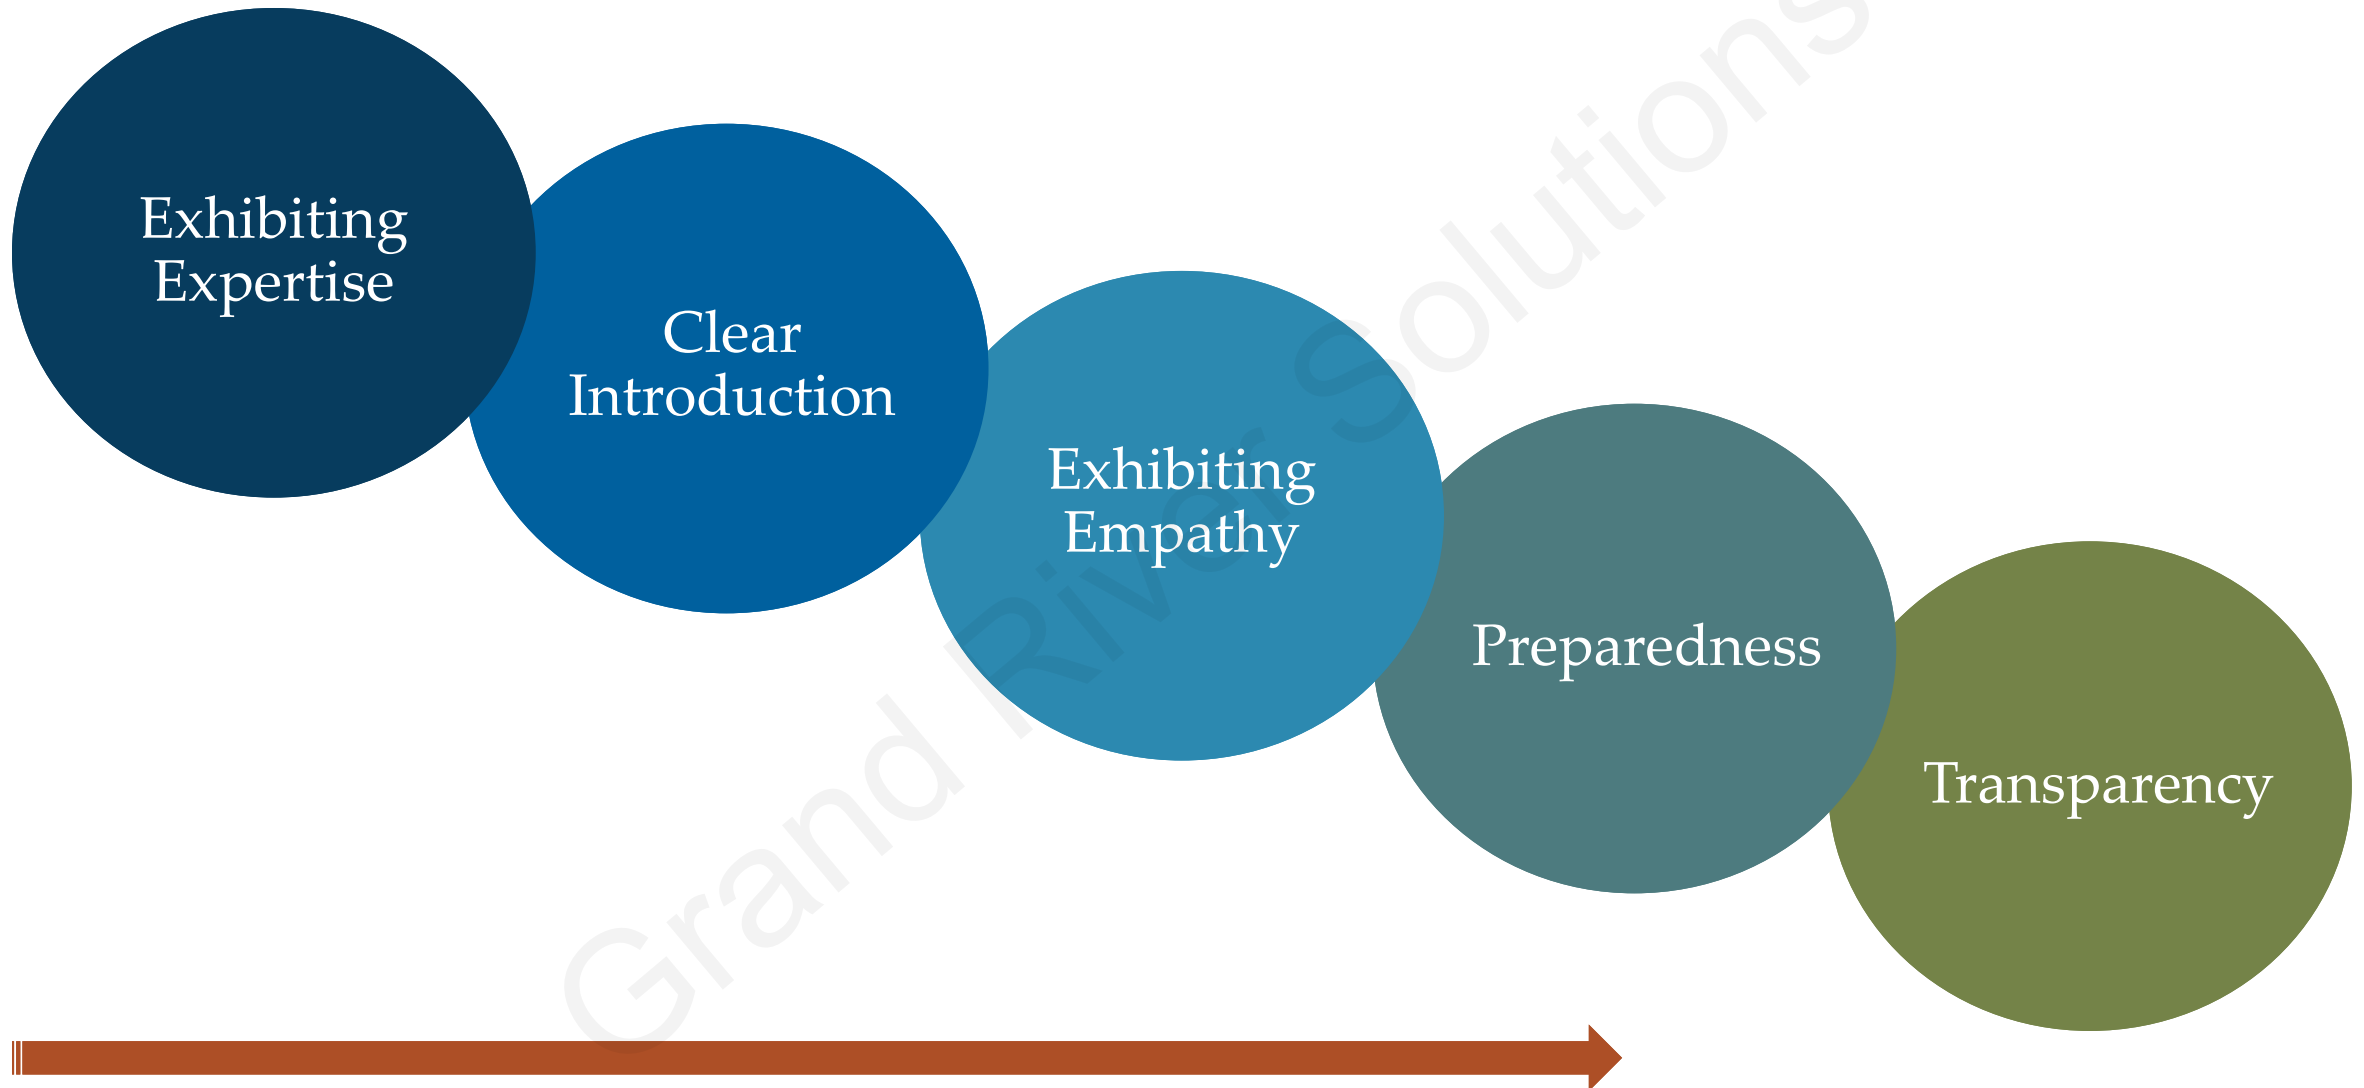 Exhibiting
Expertise
Clear
Introduction
Exhibiting
Empathy
Preparedness
Transparency
Grand River Solutions